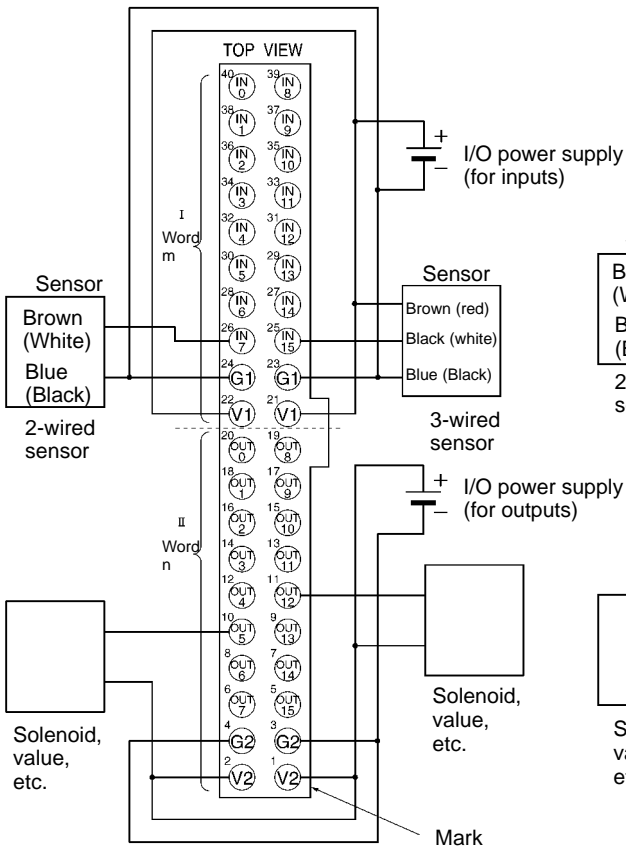 TOP VIEW
40 IN 0 39 IN 8
38 IN 1 37 IN 9
36 IN 2 35 IN 10
34 IN 3 33 IN 11
32 IN 4 31 IN 12
30 IN 5 29 IN 13
28 IN 6 27 IN 14
26 IN 7 25 IN 15
24 G1 23 G1
22 V1 21 V1
20 OUT 0 19 OUT 8
18 OUT 1 17 OUT 9
16 OUT 2 15 OUT 10
14 OUT 3 13 OUT 11
12 OUT 4 11 OUT 12
10 OUT 5 9 OUT 13
8 OUT 6 7 OUT 14
6 OUT 7 5 OUT 15
4 G2 3 G2
2 V2 1 V2
I
Word
m
II
Word
n
Sensor
Brown
(White)
Blue
(Black)
2-wired
sensor
+
−
I/O power supply
(for inputs)
Sensor
Brown (red)
Black (white)
Blue (Black)
3-wired
sensor
+
−
I/O power supply
(for outputs)
Solenoid,
value,
etc.
Solenoid,
value,
etc.
Mark